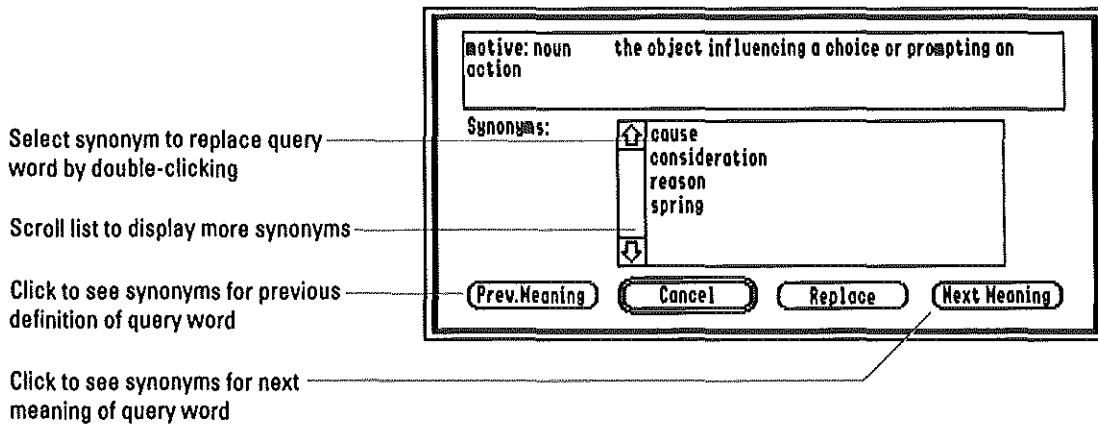 motive: noun the object influencing a choice or prompting an
action
Synonyms:
cause
consideration
reason
spring
Prev.Meaning
Cancel
Replace
Next Meaning
Select synonym to replace query
word by double-clicking
Scroll list to display more synonyms
Click to see synonyms for previous
definition of query word
Click to see synonyms for next
meaning of query word